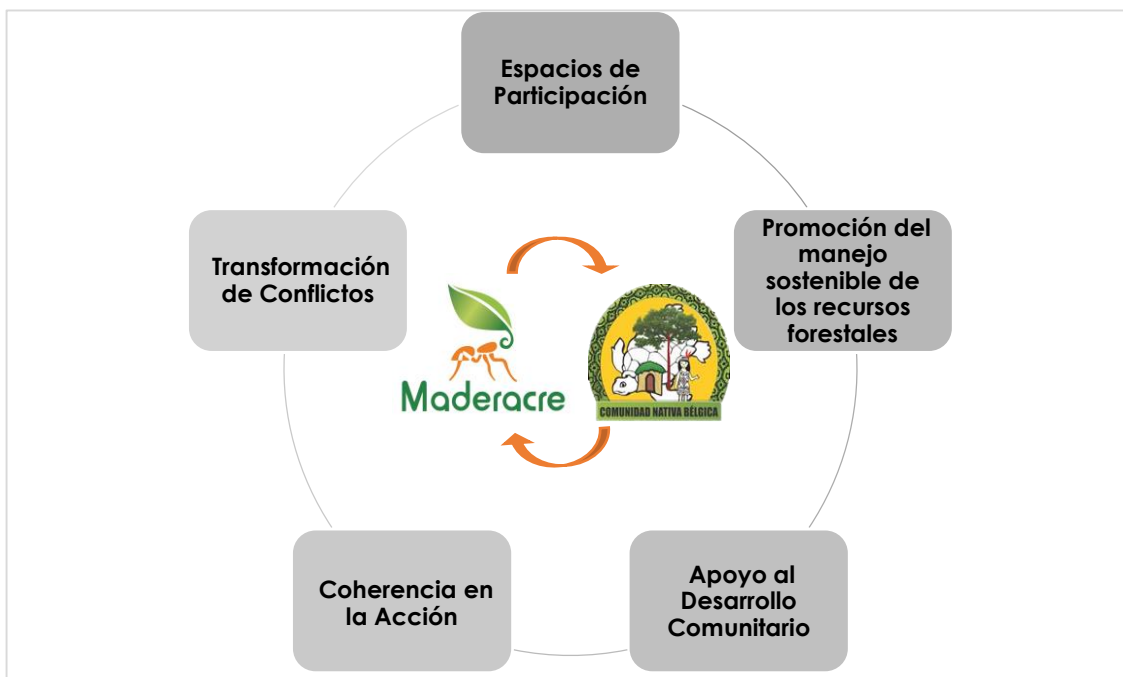 Espacios de
Participación
Promoción del
manejo
sostenible de
los recursos
forestales
Transformación
de Conflictos
Maderacre
COMUNIDAD NATIVA BÉLGICA
Coherencia en
la Acción
Apoyo al
Desarrollo
Comunitario